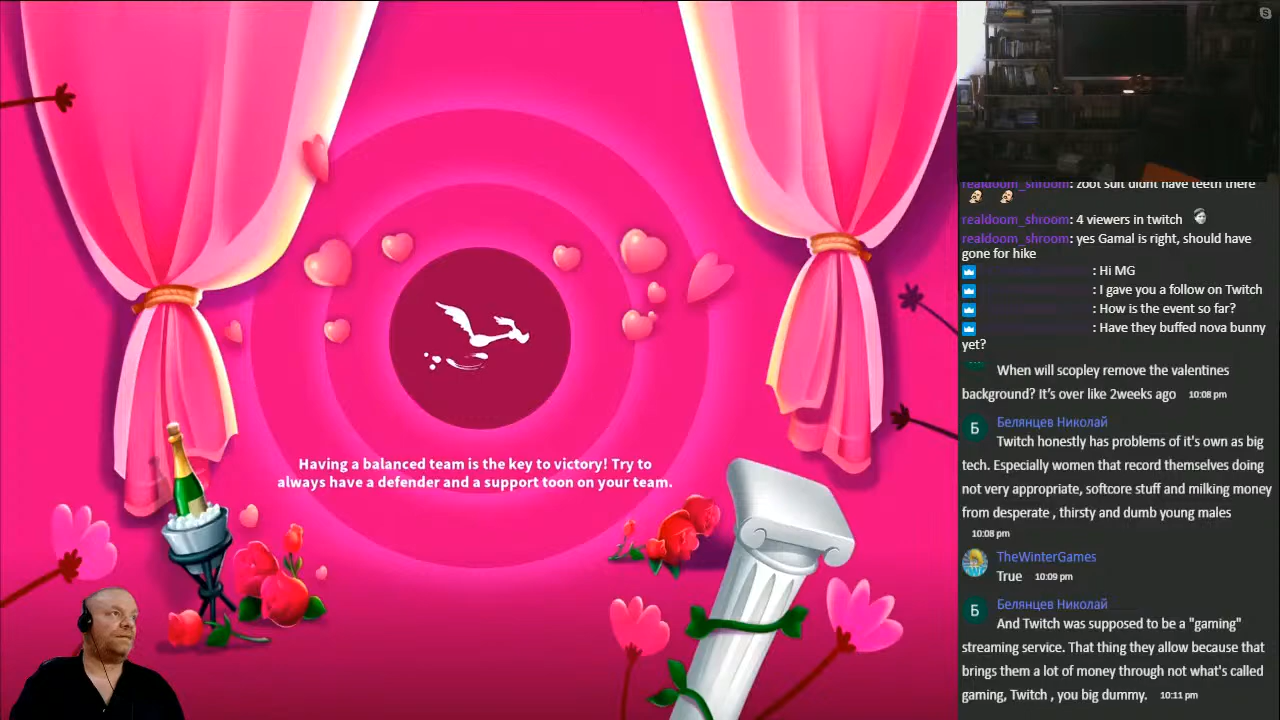 Having a balanced team is the key to victory! Try to
always have a defender and a support toon on your team.
realdoom_shroom: zoot suit didnt have teeth there
realdoom_shroom: 4 viewers in twitch
realdoom_shroom: yes Gamal is right, should have
gone for hike
: Hi MG
: I gave you a follow on Twitch
: How is the event so far?
: Have they buffed nova bunny
yet?
When will scopley remove the valentines
background? It's over like 2weeks ago 10:08 pm
Б Белянцев Николай
Twitch honestly has problems of it's own as big
tech. Especially women that record themselves doing
not very appropriate, softcore stuff and milking money
from desperate , thirsty and dumb young males
10:08 pm
TheWinterGames
True 10:09 pm
Б Белянцев Николай
And Twitch was supposed to be a "gaming"
streaming service. That thing they allow because that
brings them a lot of money through not what's called
gaming, Twitch , you big dummy. 10:11 pm